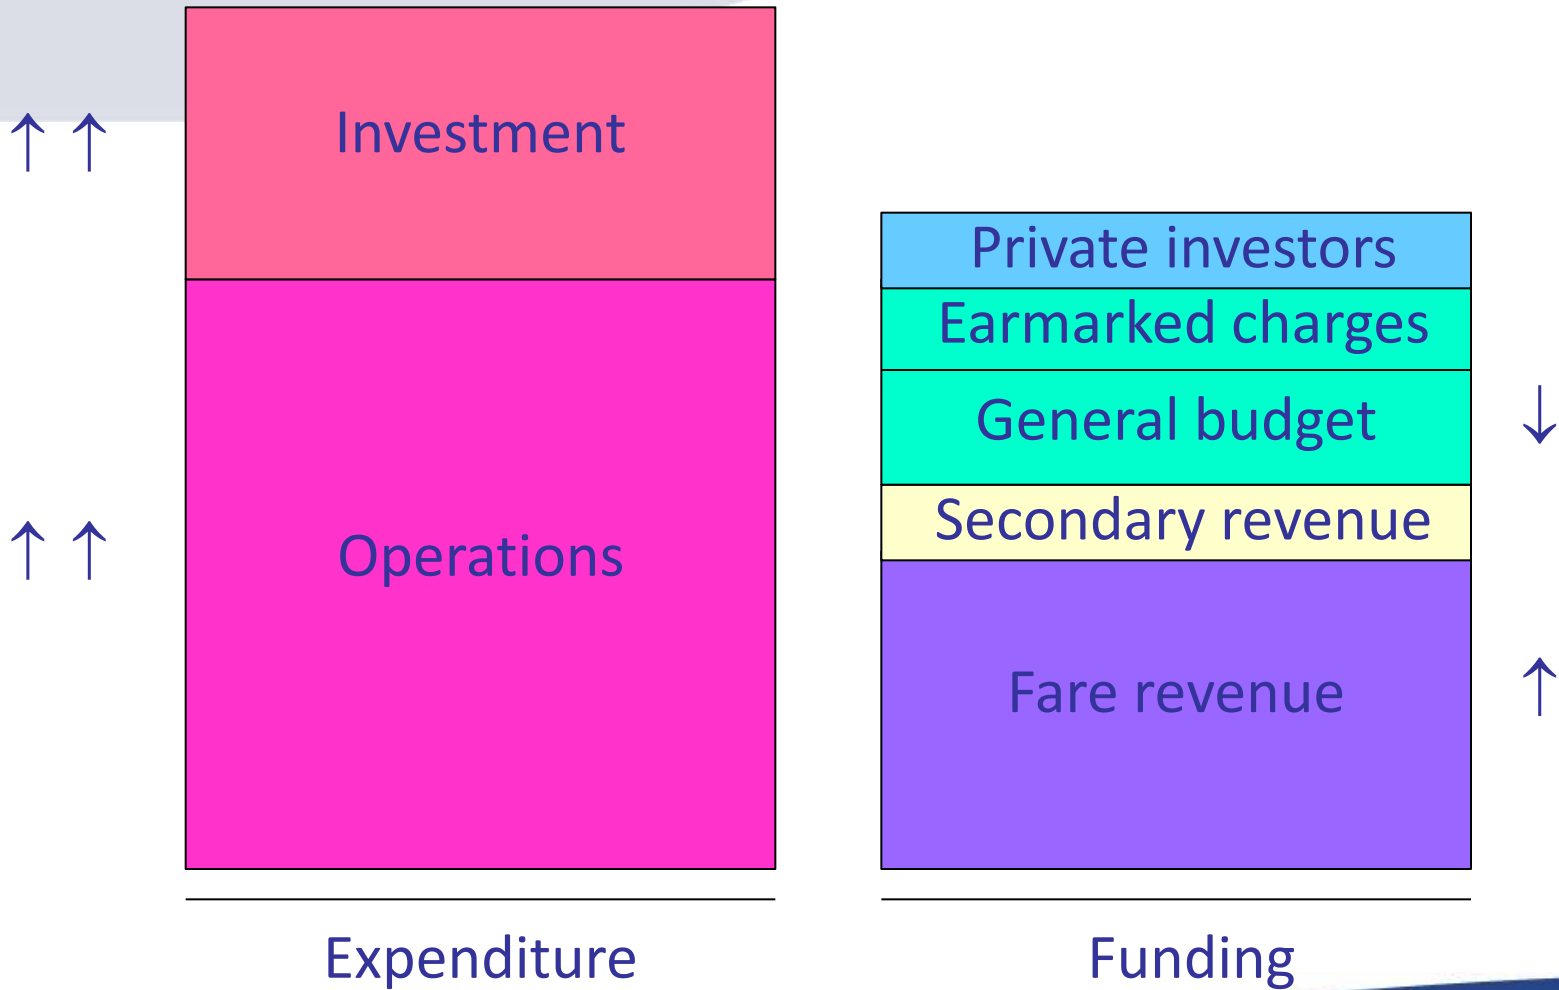 ↑ ↑
Investment
Private investors
Earmarked charges
General budget
↓
Secondary revenue
↑ ↑
Operations
Fare revenue
↑
Expenditure
Funding